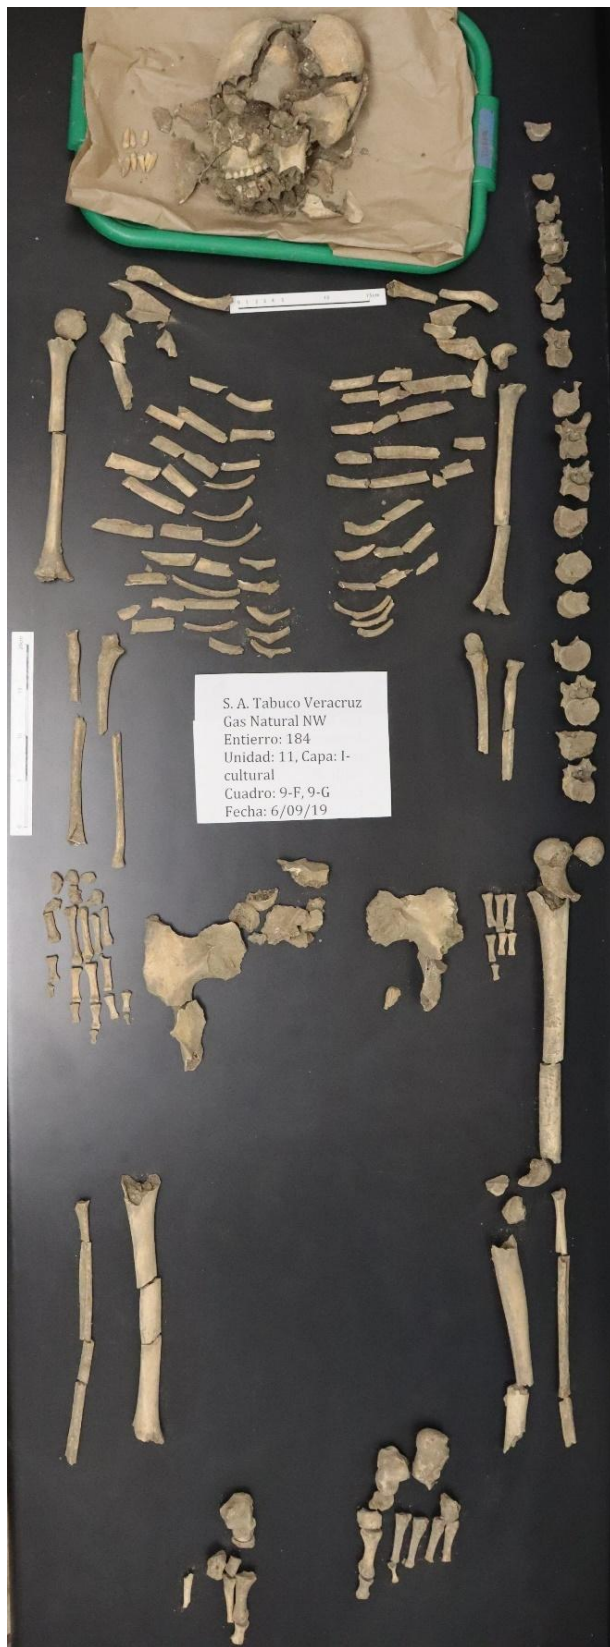 S. A. Tabuco Veracruz
Gas Natural NW
Entierro: 184
Unidad: 11, Capa: I-
cultural
Cuadro: 9-F, 9-G
Fecha: 6/09/19